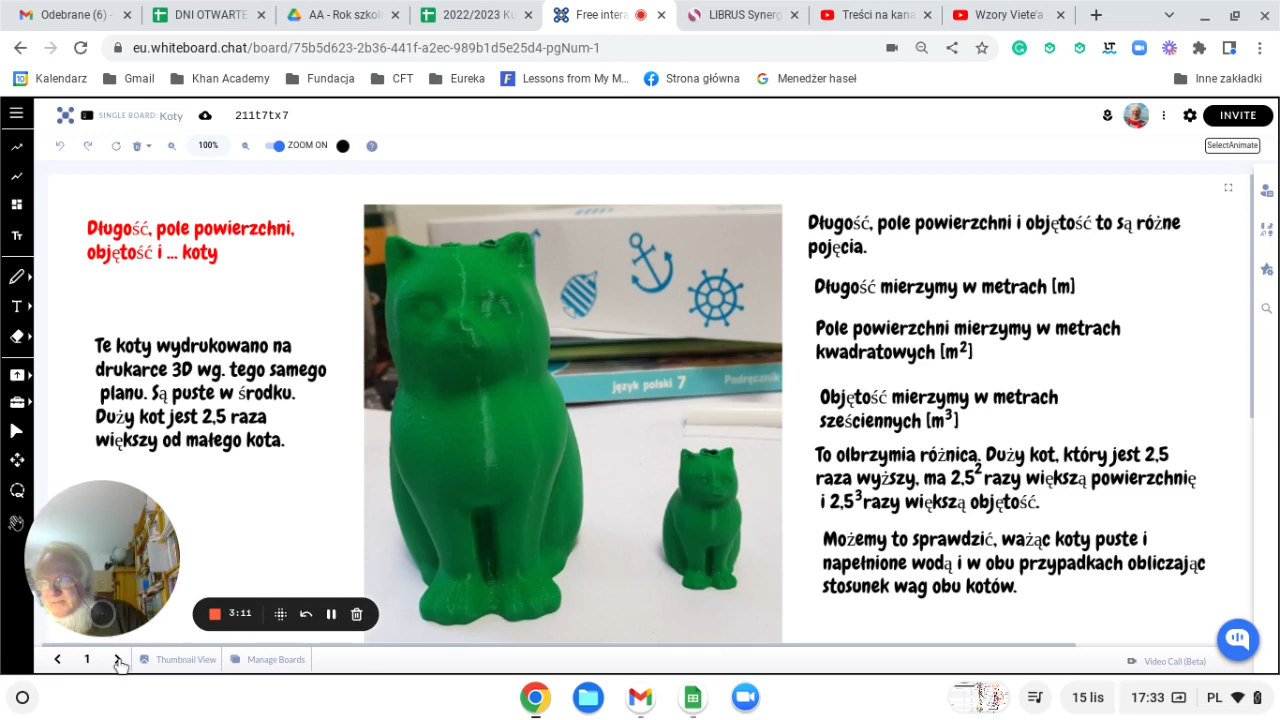 Odebrane (6) -
DNI OTWARTE
AA - Rok szkol
2022/2023 Ku
Free intera
LIBRUS Synerg
Treści na kana
Wzory Viete'a
eu.whiteboard.chat/board/75b5d623-2b36-441f-a2ec-989b1d5e25d4-pgNum-1
Kalendarz
Gmail
Khan Academy
Fundacja
CFT
Eureka
Lessons from My M...
Strona główna
Menedżer haseł
Inne zakładki
SINGLE BOARD: Koty
211t7tx7
INVITE
100%
ZOOM ON
SelectAnimate
Długość, pole powierzchni,
objętość i ... koty
Te koty wydrukowano na
drukarce 3D wg. tego samego
planu. Są puste w środku.
Duży kot jest 2,5 raza
większy od małego kota.
język polski 7
Podręcznik
Długość, pole powierzchni i objętość to są różne
pojęcia.
Długość mierzymy w metrach [m]
Pole powierzchni mierzymy w metrach
kwadratowych [m²]
Objętość mierzymy w metrach
sześciennych [m³]
To olbrzymia różnica. Duży kot, który jest 2,5
raza wyższy, ma 2,5² razy większą powierzchnię
i 2,5³ razy większą objętość.
Możemy to sprawdzić, ważąc koty puste i
napełnione wodą i w obu przypadkach obliczając
stosunek wag obu kotów.
3:11
1
Thumbnail View
Manage Boards
Video Call (Beta)
15 lis
17:33
PL